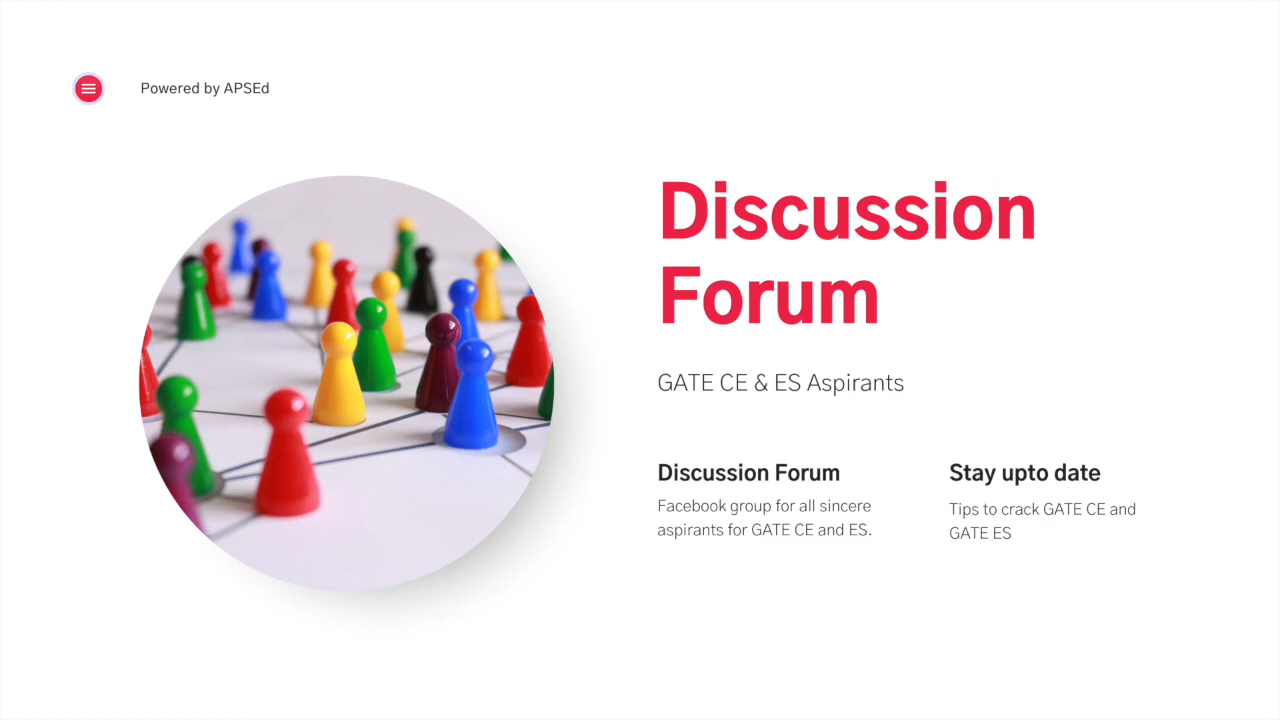 Powered by APSEd
Discussion
Forum
GATE CE & ES Aspirants
Discussion Forum
Facebook group for all sincere
aspirants for GATE CE and ES.
Stay upto date
Tips to crack GATE CE and
GATE ES